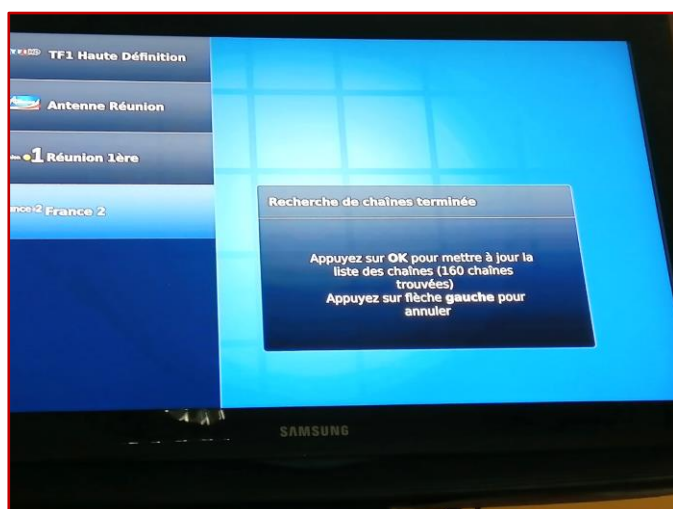 TF1 Haute Définition
Antenne Réunion
1 Réunion 1ère
France 2
Recherche de chaînes terminée
Appuyez sur OK pour mettre à jour la
liste des chaînes (160 chaînes
trouvées)
Appuyez sur flèche gauche pour
annuler
SAMSUNG